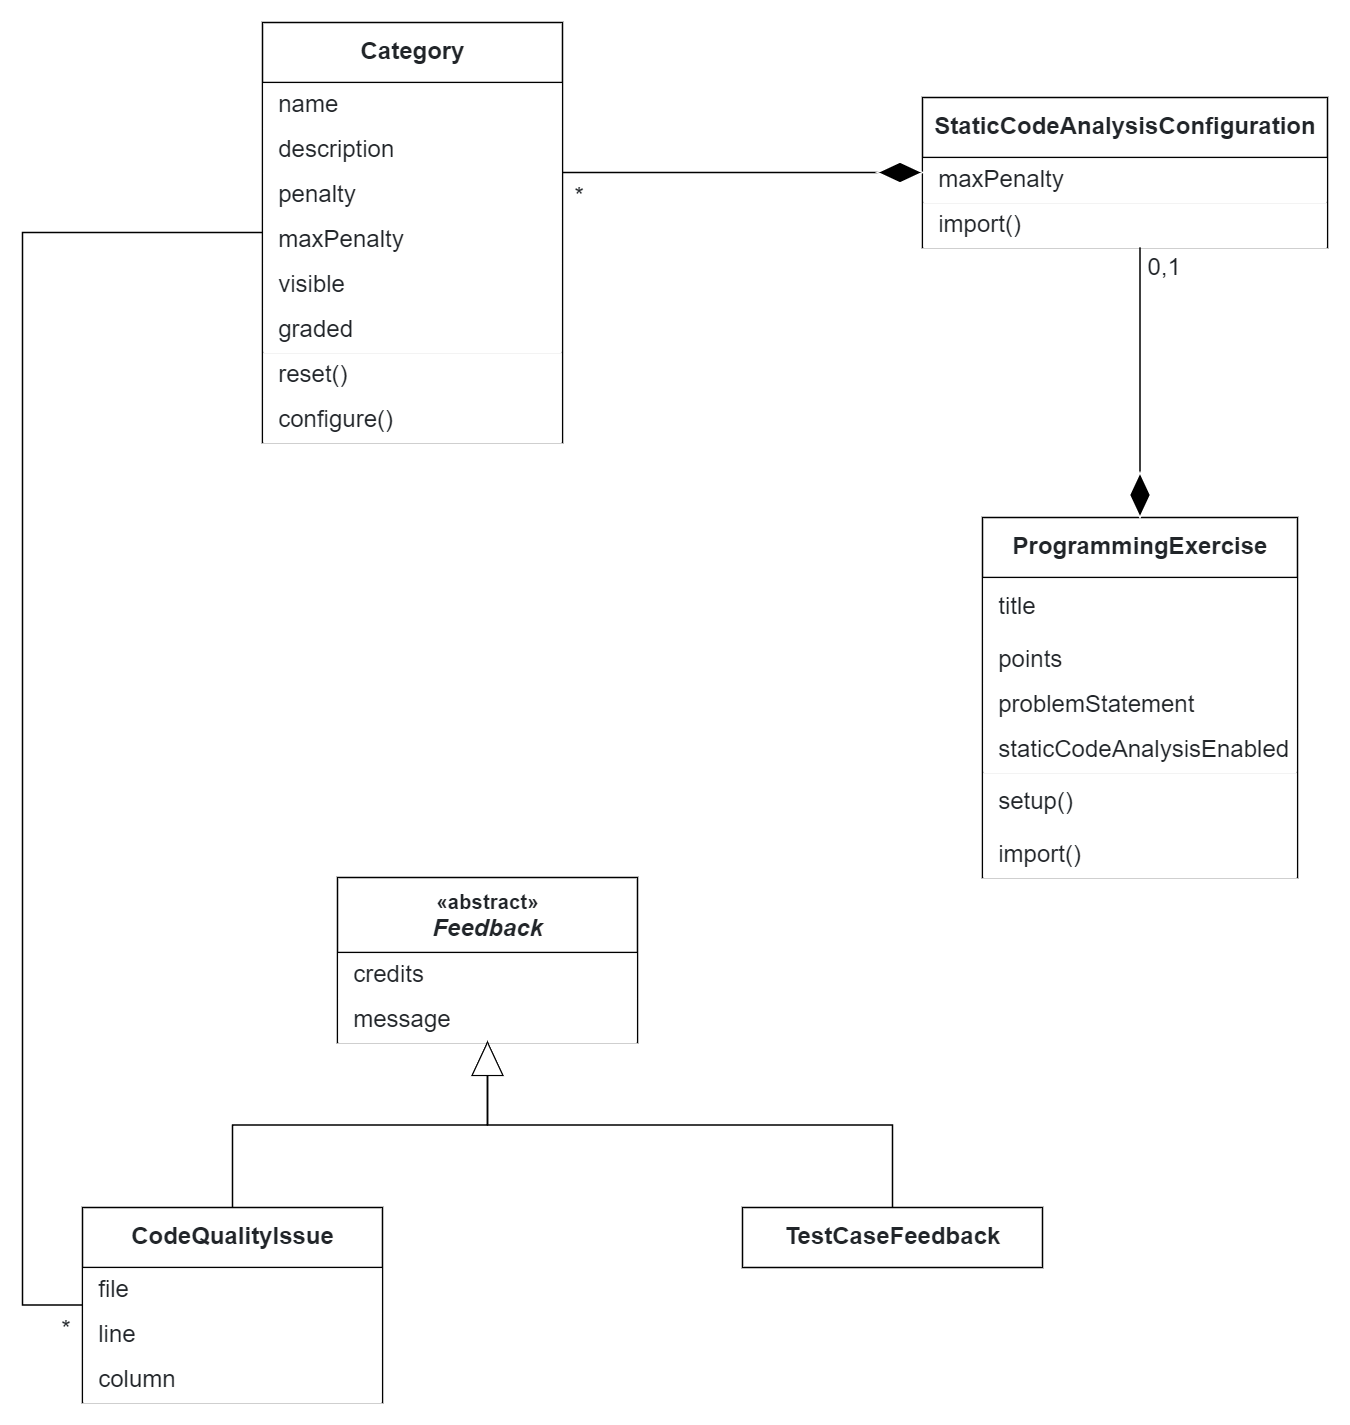 Category
name
description
penalty
maxPenalty
visible
graded
reset()
configure()
*
StaticCodeAnalysisConfiguration
maxPenalty
import()
0,1
ProgrammingExercise
title
points
problemStatement
staticCodeAnalysisEnabled
setup()
import()
«abstract»
Feedback
credits
message
CodeQualityIssue
file
line
column
*
TestCaseFeedback